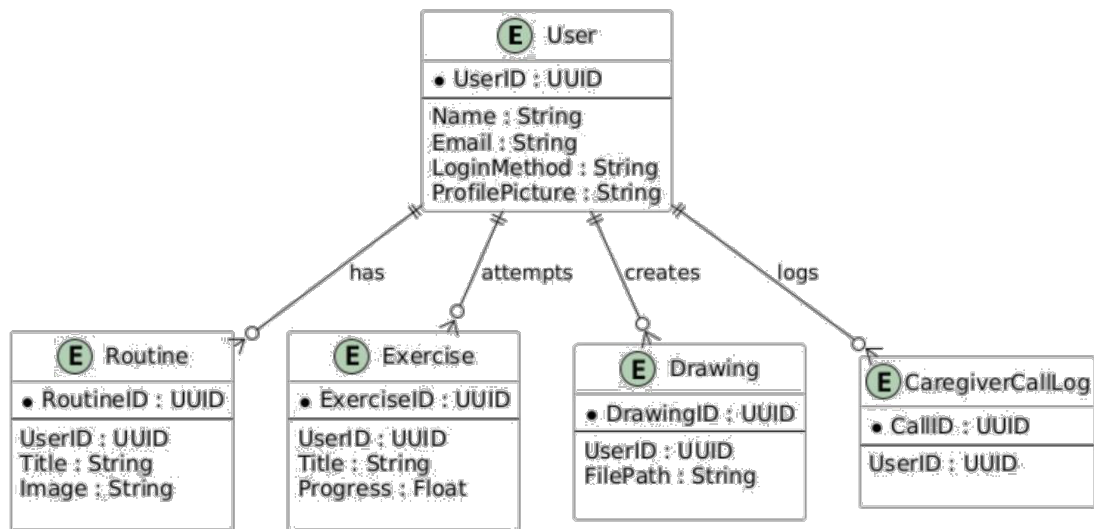 E User
UserID : UUID
Name : String
Email : String
LoginMethod : String
ProfilePicture : String
has
attempts
creates
logs
E Routine
RoutineID : UUID
UserID : UUID
Title : String
Image : String
E Exercise
ExerciseID : UUID
UserID : UUID
Title : String
Progress : Float
E Drawing
DrawingID : UUID
UserID : UUID
FilePath : String
E CaregiverCallLog
CallID : UUID
UserID : UUID